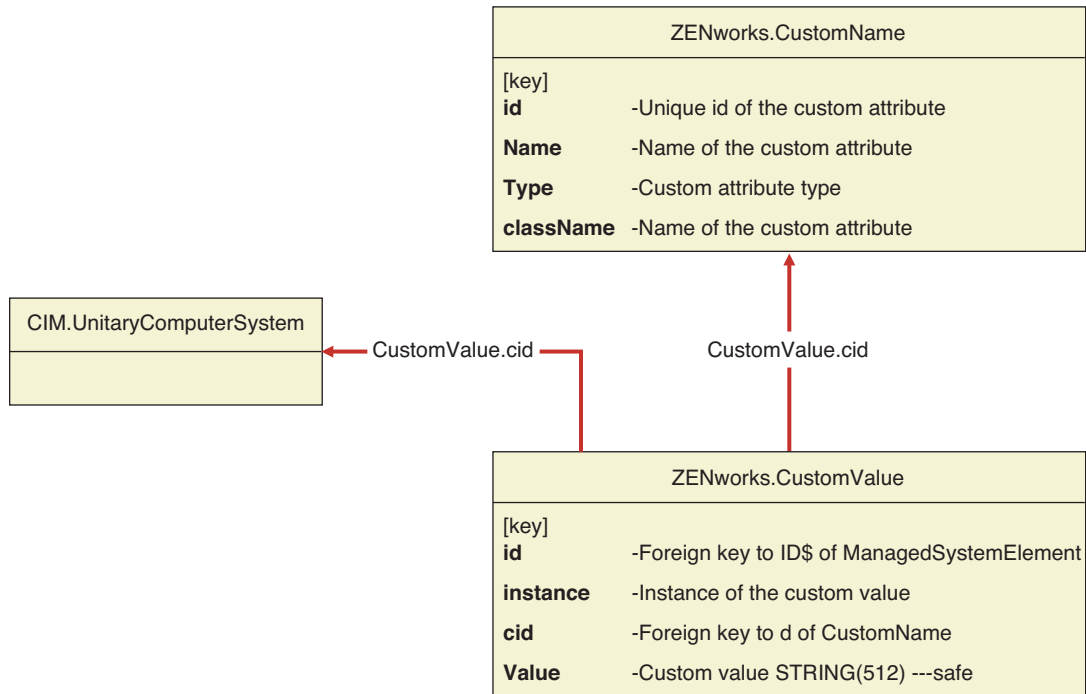 ZENworks.CustomName
[key]
id -Unique id of the custom attribute
Name -Name of the custom attribute
Type -Custom attribute type
className -Name of the custom attribute
CIM.UnitaryComputerSystem
CustomValue.cid
CustomValue.cid
ZENworks.CustomValue
[key]
id -Foreign key to ID$ of ManagedSystemElement
instance -Instance of the custom value
cid -Foreign key to d of CustomName
Value -Custom value STRING(512) ---safe